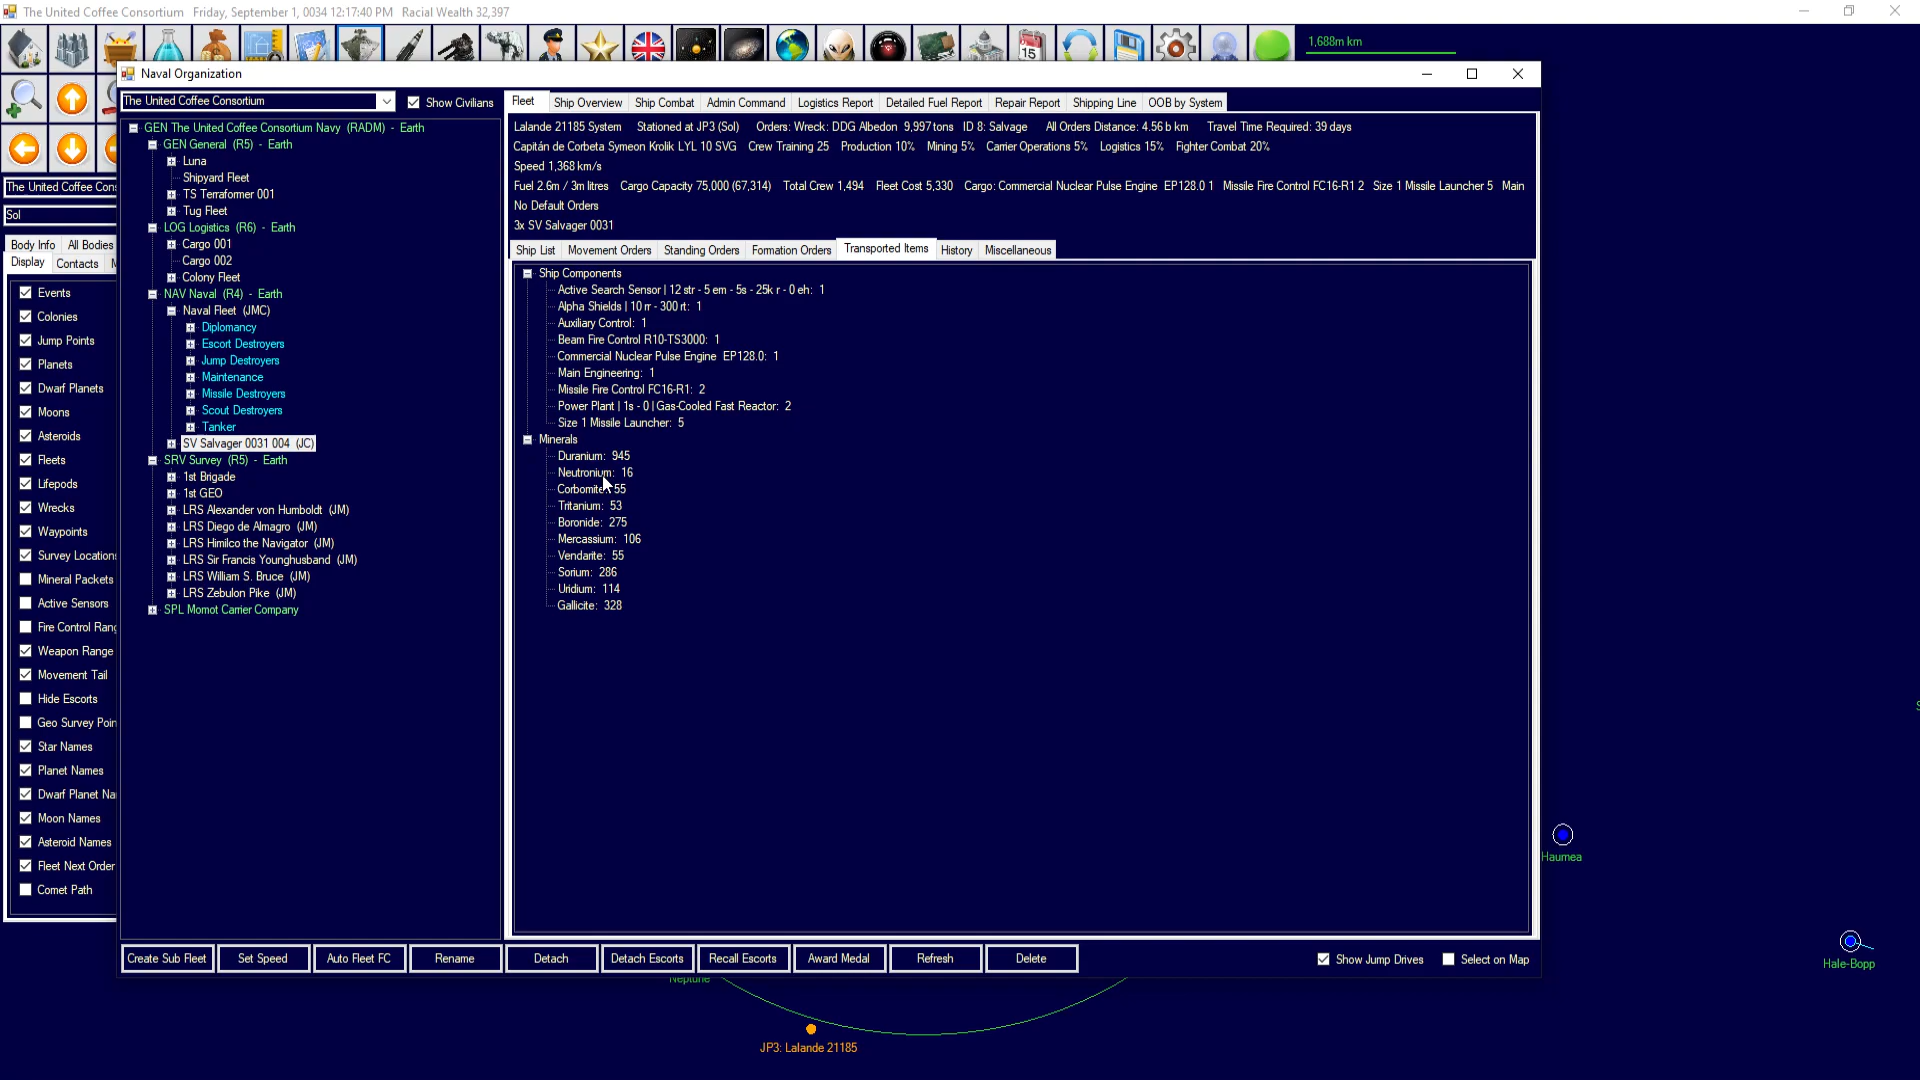 The United Coffee Consortium   Friday, September 1, 0034 12:17:40 PM   Racial Wealth 32,397
15
1,688m km
Naval Organization
The United Coffee Consortium
Show Civilians
Fleet   Ship Overview   Ship Combat   Admin Command   Logistics Report   Detailed Fuel Report   Repair Report   Shipping Line   OOB by System
GEN The United Coffee Consortium Navy (RADM) - Earth
GEN General (R5) - Earth
Luna
Shipyard Fleet
TS Terraformer 001
Tug Fleet
LOG Logistics (R6) - Earth
Cargo 001
Cargo 002
Colony Fleet
NAV Naval (R4) - Earth
Naval Fleet (JMC)
Diplomancy
Escort Destroyers
Jump Destroyers
Maintenance
Missile Destroyers
Scout Destroyers
Tanker
SV Salvager 0031 004 (JC)
SRV Survey (R5) - Earth
1st Brigade
1st GEO
LRS Alexander von Humboldt (JM)
LRS Diego de Almagro (JM)
LRS Himilco the Navigator (JM)
LRS Sir Francis Younghusband (JM)
LRS William S. Bruce (JM)
LRS Zebulon Pike (JM)
SPL Momot Carrier Company
Lalande 21185 System   Stationed at JP3 (Sol)   Orders: Wreck: DDG Albedon 9,997 tons ID 8: Salvage   All Orders Distance: 4.56 b km   Travel Time Required: 39 days
Capitán de Corbeta Symeon Krolik LYL 10 SVG   Crew Training 25   Production 10%   Mining 5%   Carrier Operations 5%   Logistics 15%   Fighter Combat 20%
Speed 1,368 km/s
Fuel 2.6m / 3m litres   Cargo Capacity 75,000 (67,314)   Total Crew 1,494   Fleet Cost 5,330   Cargo: Commercial Nuclear Pulse Engine EP128.0 1   Missile Fire Control FC16-R1 2   Size 1 Missile Launcher 5   Main
No Default Orders
3x SV Salvager 0031
Ship List   Movement Orders   Standing Orders   Formation Orders   Transported Items   History   Miscellaneous
Ship Components
Active Search Sensor | 12 str - 5 em - 5s - 25k r - 0 eh: 1
Alpha Shields | 10 rr - 300 rt: 1
Auxiliary Control: 1
Beam Fire Control R10-TS3000: 1
Commercial Nuclear Pulse Engine EP128.0: 1
Main Engineering: 1
Missile Fire Control FC16-R1: 2
Power Plant | 1s - 0 | Gas-Cooled Fast Reactor: 2
Size 1 Missile Launcher: 5
Minerals
Duranium: 945
Neutronium: 16
Corbomite: 55
Tritanium: 53
Boronide: 275
Mercassium: 106
Vendarite: 55
Sorium: 286
Uridium: 114
Gallicite: 328
Create Sub Fleet   Set Speed   Auto Fleet FC   Rename   Detach   Detach Escorts   Recall Escorts   Award Medal   Refresh   Delete
Show Jump Drives   Select on Map
The United Coffee Con
Sol
Body Info   All Bodies
Display   Contacts
Events
Colonies
Jump Points
Planets
Dwarf Planets
Moons
Asteroids
Fleets
Lifepods
Wrecks
Waypoints
Survey Locations
Mineral Packets
Active Sensors
Fire Control Rang
Weapon Range
Movement Tail
Hide Escorts
Geo Survey Poin
Star Names
Planet Names
Dwarf Planet Na
Moon Names
Asteroid Names
Fleet Next Order
Comet Path
Haumea
Hale-Bopp
Neptune
JP3: Lalande 21185